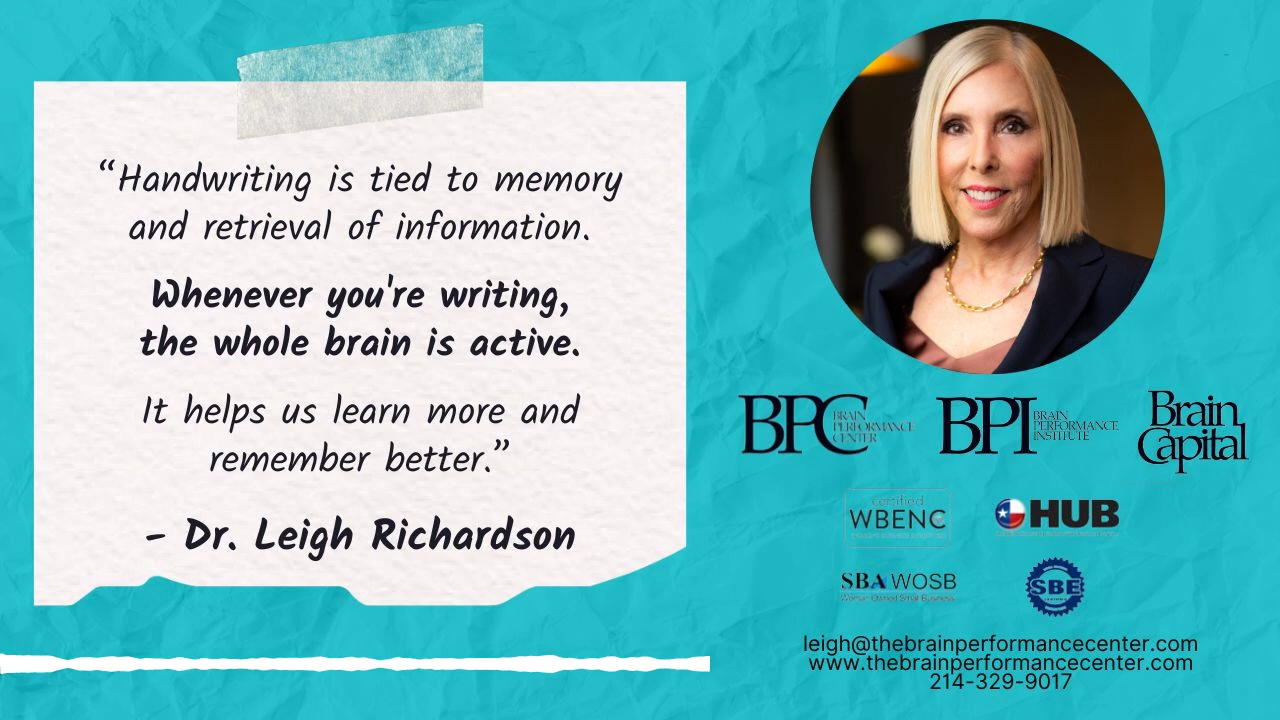 “Handwriting is tied to memory
and retrieval of information.
Whenever you're writing,
the whole brain is active.
It helps us learn more and
remember better.”
- Dr. Leigh Richardson
BPC BRAIN PERFORMANCE CENTER
BPI BRAIN PERFORMANCE INSTITUTE
Brain Capital
certified
WBENC
HUB
SBA WOSB
Woman Owned Small Business
SBE
leigh@thebrainperformancecenter.com
www.thebrainperformancecenter.com
214-329-9017